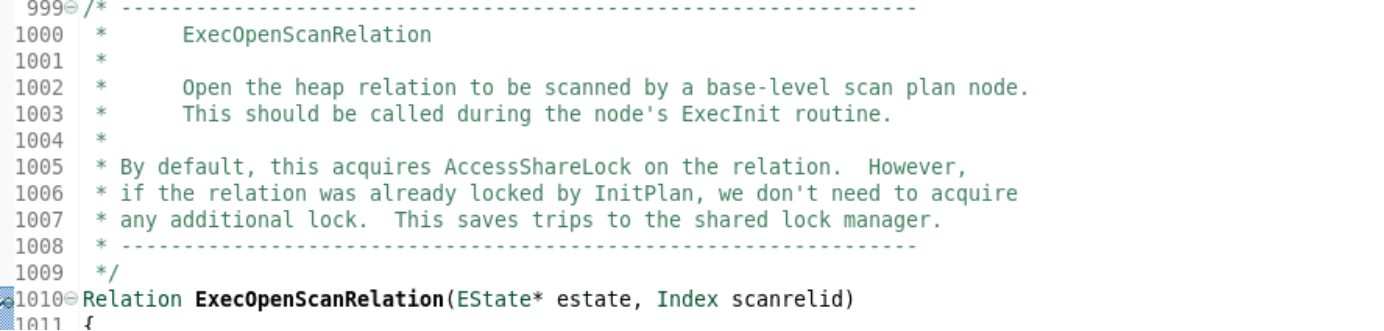 999 /* ----------------------------------------------------------------
1000  *      ExecOpenScanRelation
1001  *
1002  *      Open the heap relation to be scanned by a base-level scan plan node.
1003  *      This should be called during the node's ExecInit routine.
1004  *
1005  * By default, this acquires AccessShareLock on the relation.  However,
1006  * if the relation was already locked by InitPlan, we don't need to acquire
1007  * any additional lock.  This saves trips to the shared lock manager.
1008  * ----------------------------------------------------------------
1009  */
1010 Relation ExecOpenScanRelation(EState* estate, Index scanrelid)
1011 {